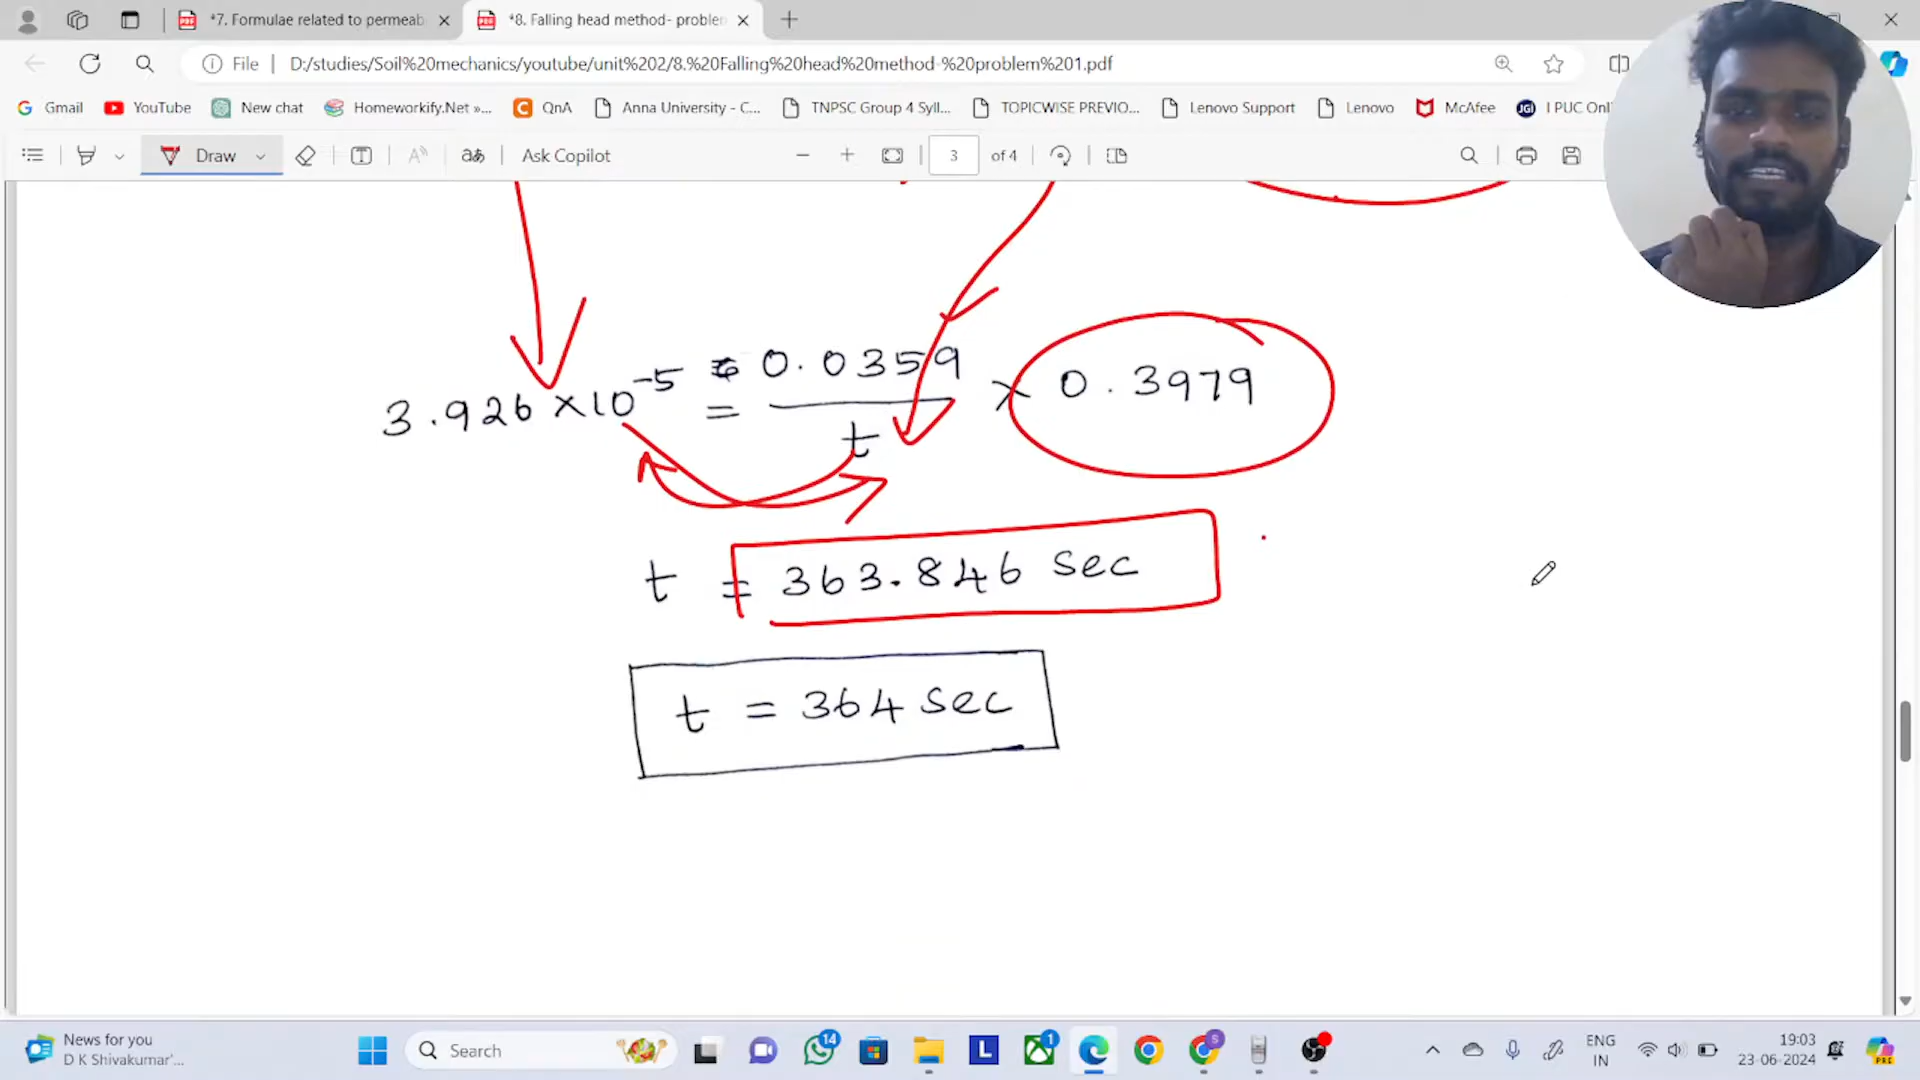 *7. Formulae related to permeab
*8. Falling head method- problen
File
D:/studies/Soil%20mechanics/youtube/unit%202/8.%20Falling%20head%20method-%20problem%201.pdf
Gmail
YouTube
New chat
Homeworkify.Net »...
QnA
Anna University - C...
TNPSC Group 4 Syll...
TOPICWISE PREVIO...
Lenovo Support
Lenovo
McAfee
I PUC Onl
Draw
Ask Copilot
3 of 4
3.926 × 10⁻⁵ = 0.0359 / t × 0.3979
t = 363.846 sec
t = 364 sec
News for you
D K Shivakumar'...
Search
14
1
ENG
IN
19:03
23-06-2024